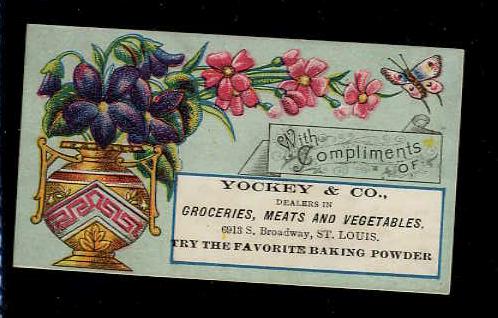 With
Compliments
OF
YOCKEY & CO.,
DEALERS IN
GROCERIES, MEATS AND VEGETABLES.
6913 S. Broadway, ST. LOUIS.
TRY THE FAVORITE BAKING POWDER